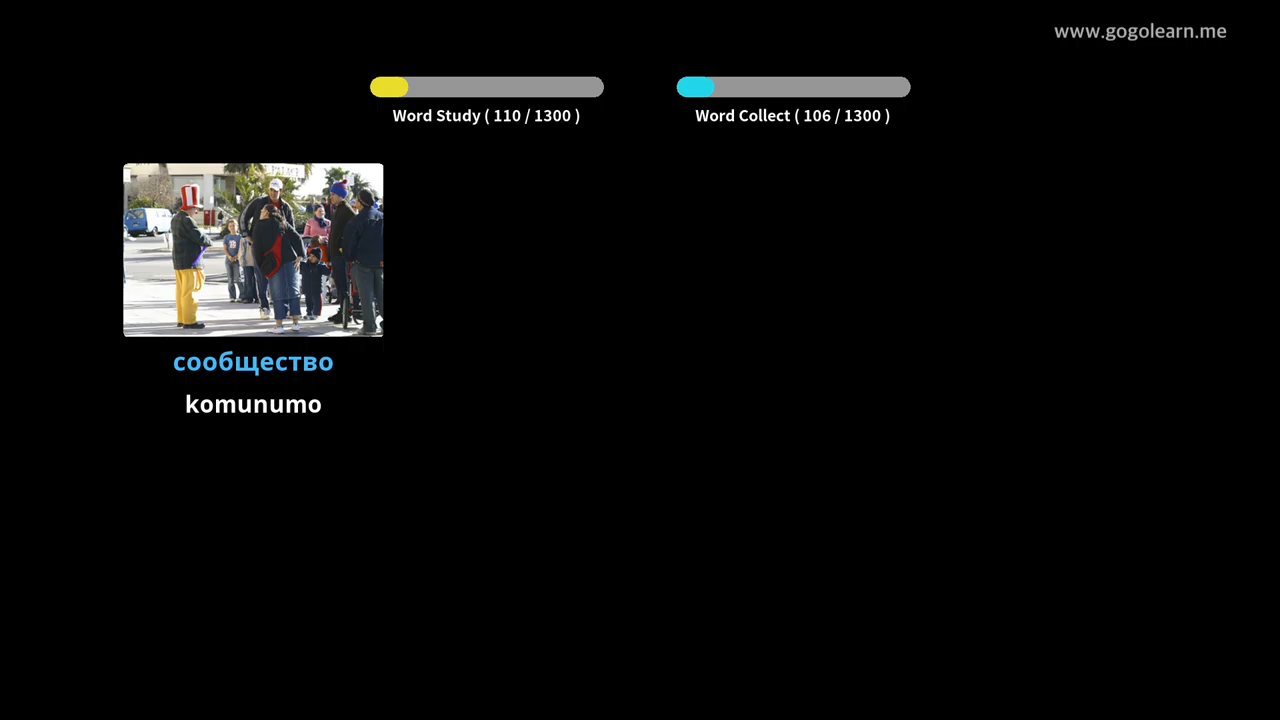 www.gogolearn.me
Word Study ( 110 / 1300 )
Word Collect ( 106 / 1300 )
сообщество
komunumo